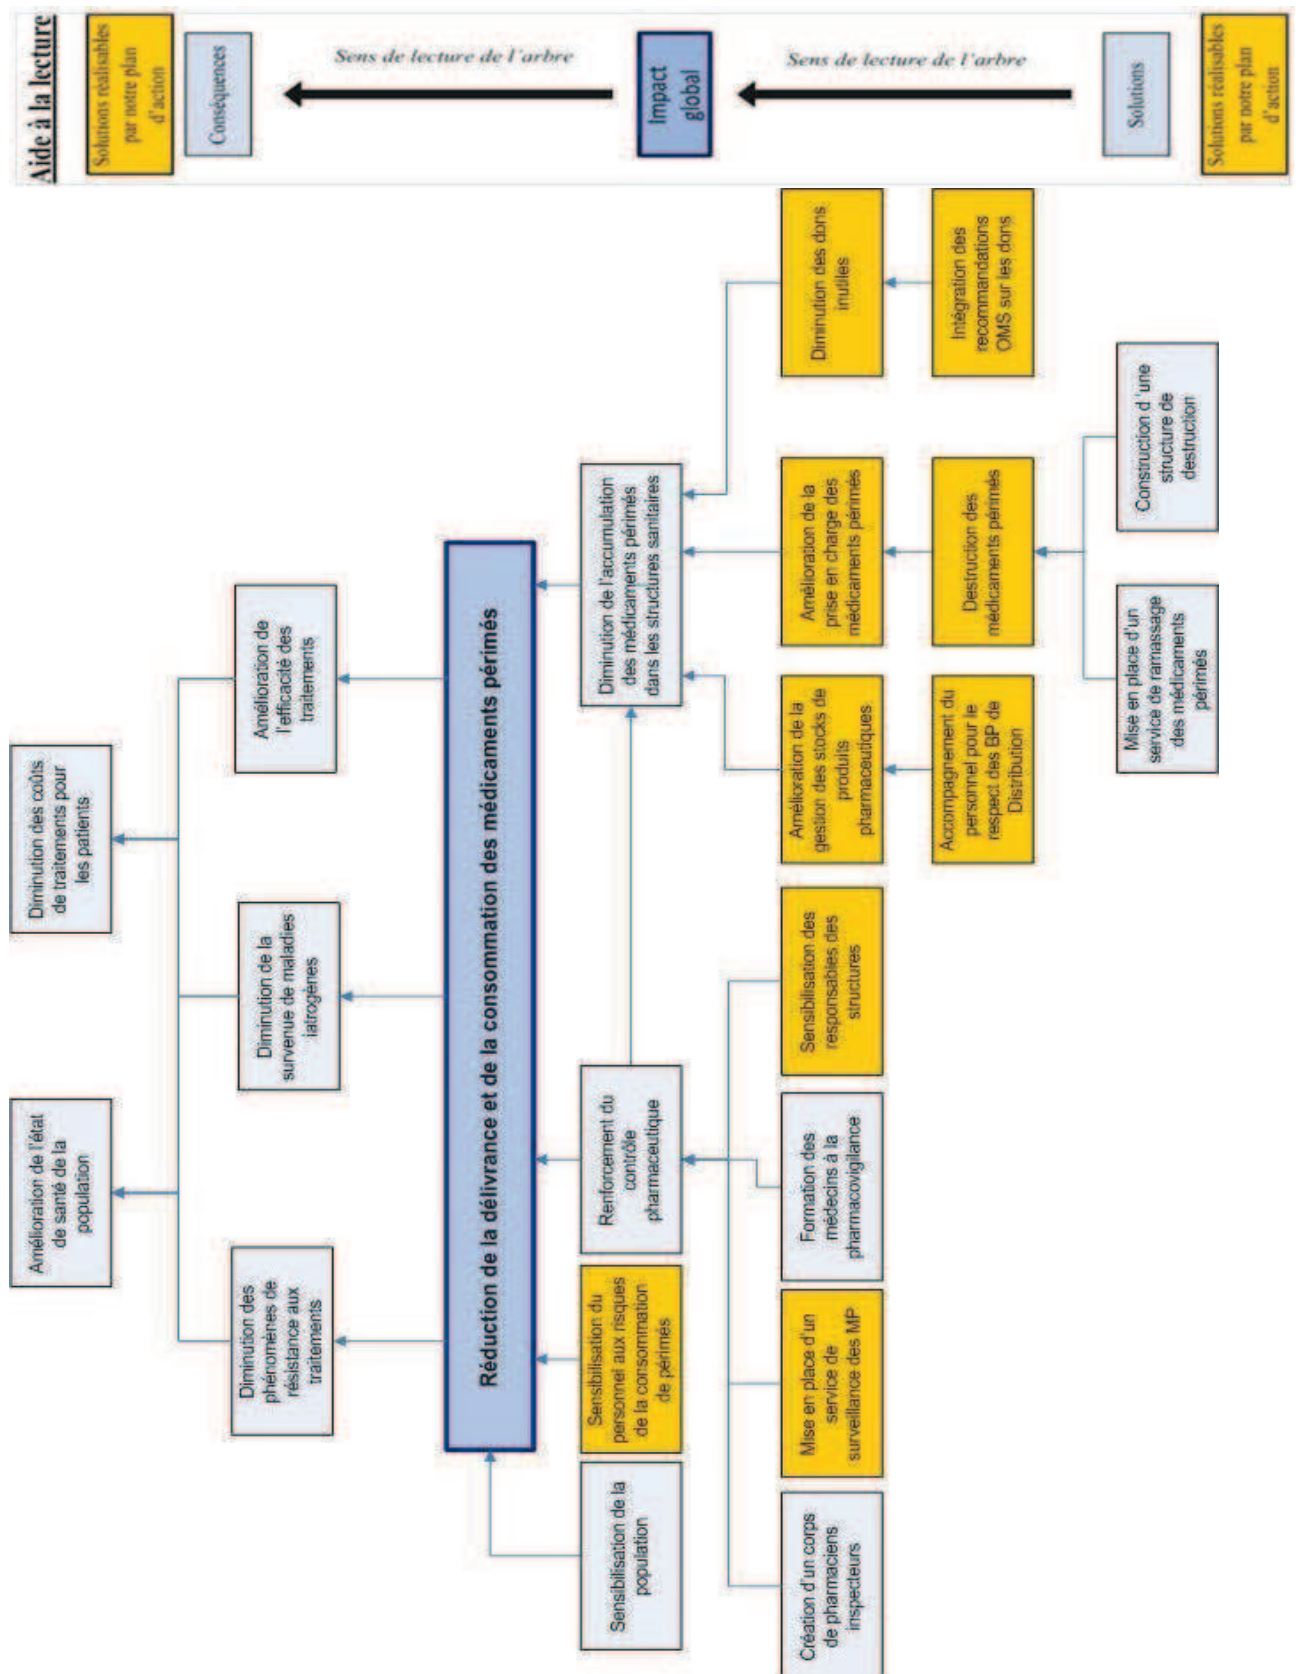 Aide à la lecture
Solutions réalisables
par notre plan
d'action
Conséquences
Sens de lecture de l'arbre
Impact
global
Sens de lecture de l'arbre
Solutions
Solutions réalisables
par notre plan
d'action
Amélioration de l'état
de santé de la
population
Diminution des coûts
de traitements pour
les patients
Diminution des
phénomènes de
résistance aux
traitements
Diminution de la
survenue de maladies
iatrogènes
Amélioration de
l'efficacité des
traitements
Réduction de la délivrance et de la consommation des médicaments périmés
Sensibilisation de la
population
Sensibilisation du
personnel aux risques
de la consommation
de périmés
Renforcement du
contrôle
pharmaceutique
Diminution de l'accumulation
des médicaments périmés
dans les structures sanitaires
Création d'un corps
de pharmaciens
inspecteurs
Mise en place d'un
service de
surveillance des MP
Formation des
médecins à la
pharmacovigilance
Sensibilisation des
responsables des
structures
Amélioration de la
gestion des stocks de
produits
pharmaceutiques
Amélioration de la
prise en charge des
médicaments périmés
Diminution des dons
inutiles
Accompagnement du
personnel pour le
respect des BP de
Distribution
Destruction des
médicaments périmés
Intégration des
recommandations
OMS sur les dons
Mise en place d'un
service de ramassage
des médicaments
périmés
Construction d 'une
structure de
destruction